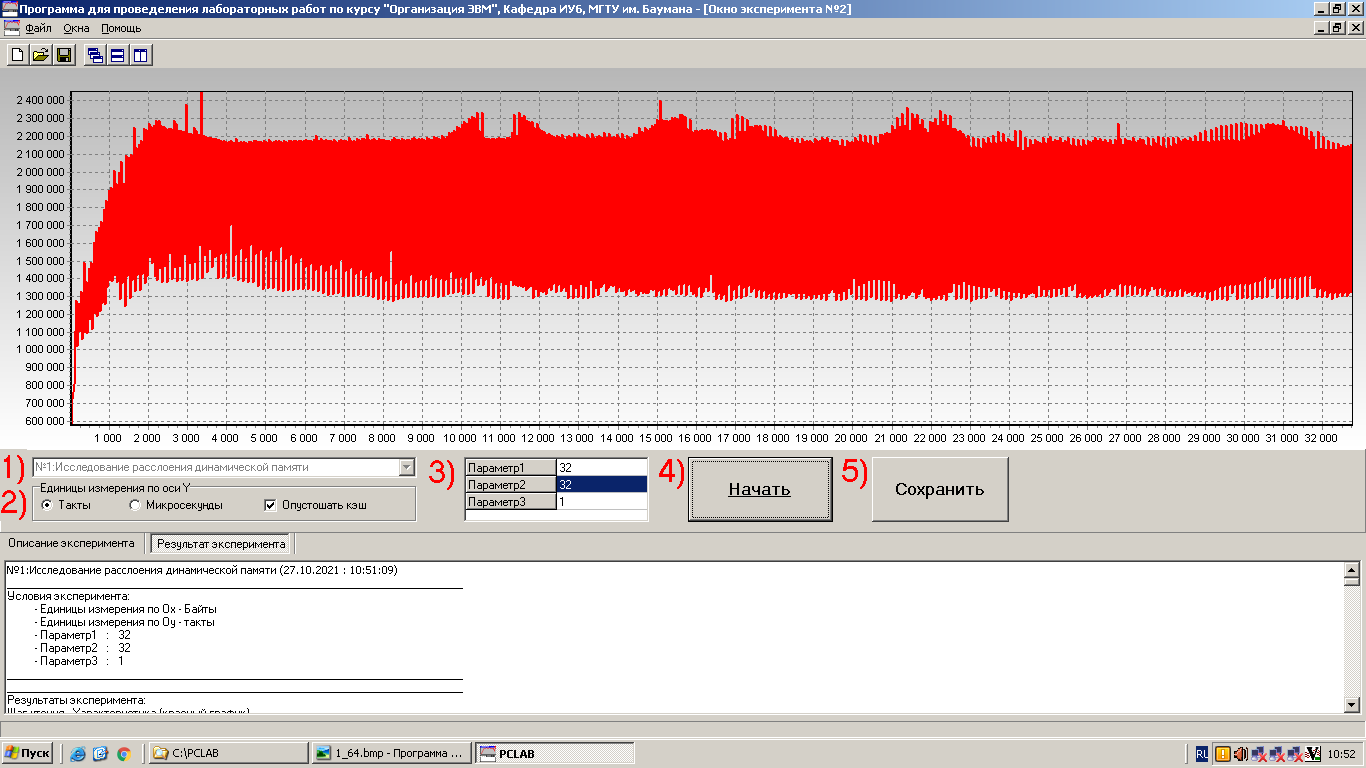 Программа для проведеления лабораторных работ по курсу "Организация ЭВМ", Кафедра ИУ6, МГТУ им. Баумана - [Окно эксперимента №2]
Файл Окна Помощь
2 400 000
2 300 000
2 200 000
2 100 000
2 000 000
1 900 000
1 800 000
1 700 000
1 600 000
1 500 000
1 400 000
1 300 000
1 200 000
1 100 000
1 000 000
900 000
800 000
700 000
600 000
1 000 2 000 3 000 4 000 5 000 6 000 7 000 8 000 9 000 10 000 11 000 12 000 13 000 14 000 15 000 16 000 17 000 18 000 19 000 20 000 21 000 22 000 23 000 24 000 25 000 26 000 27 000 28 000 29 000 30 000 31 000 32 000
1) №1:Исследование расслоения динамической памяти
2) Единицы измерения по оси Y
Такты Микросекунды Опустошать кэш
3) Параметр1 32
Параметр2 32
Параметр3 1
4) Начать
5) Сохранить
Описание эксперимента Результат эксперимента
№1:Исследование расслоения динамической памяти (27.10.2021 : 10:51:09)
Условия эксперимента:
- Единицы измерения по Ox - Байты
- Единицы измерения по Oy - такты
- Параметр1 : 32
- Параметр2 : 32
- Параметр3 : 1
Результаты эксперимента:
Шаг чтения - Характеристика (красный график)
Пуск C:\PCLAB 1_64.bmp - Программа ... PCLAB RU 10:52